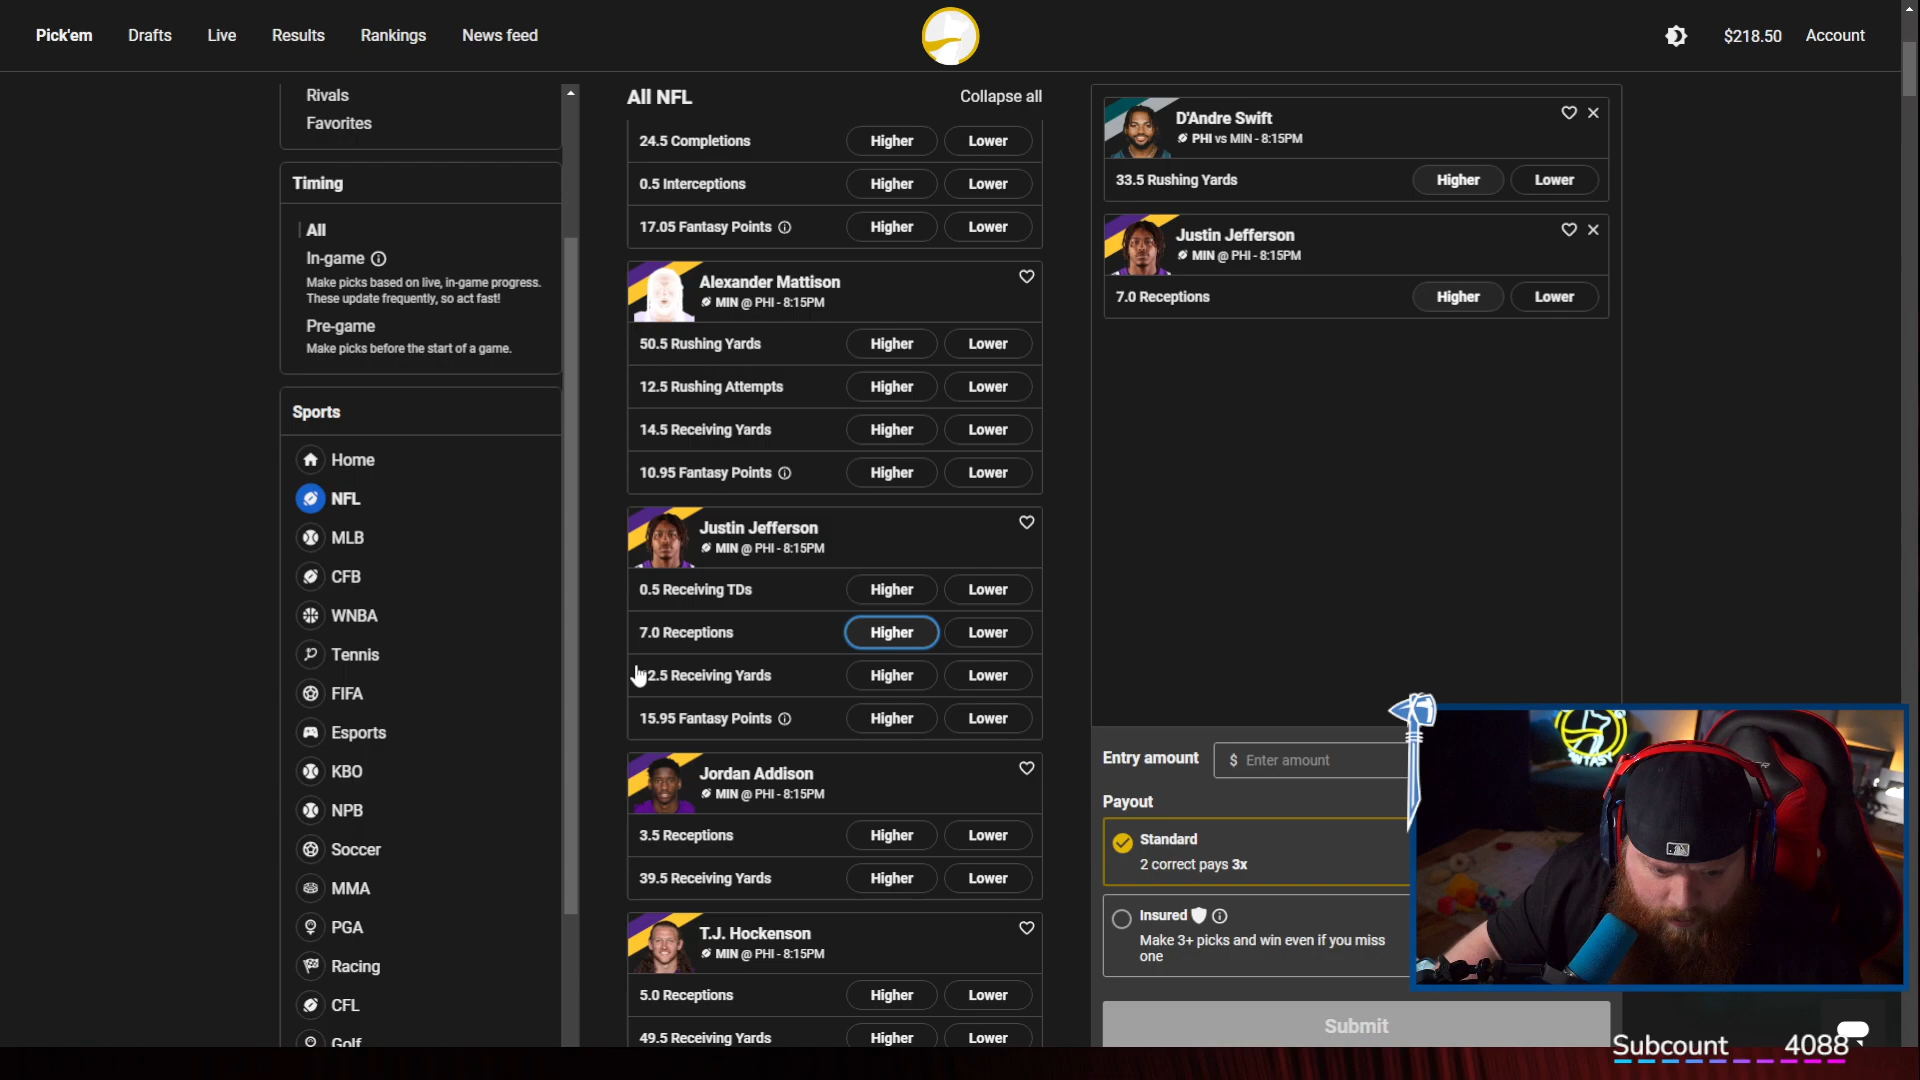 Pick'em
Drafts
Live
Results
Rankings
News feed
$218.50
Account
Rivals
Favorites
Timing
All
In-game
Make picks based on live, in-game progress.
These update frequently, so act fast!
Pre-game
Make picks before the start of a game.
Sports
Home
NFL
MLB
CFB
WNBA
Tennis
FIFA
Esports
KBO
NPB
Soccer
MMA
PGA
Racing
CFL
Golf
All NFL
Collapse all
24.5 Completions Higher Lower
0.5 Interceptions Higher Lower
17.05 Fantasy Points Higher Lower
Alexander Mattison
MIN @ PHI - 8:15PM
50.5 Rushing Yards Higher Lower
12.5 Rushing Attempts Higher Lower
14.5 Receiving Yards Higher Lower
10.95 Fantasy Points Higher Lower
Justin Jefferson
MIN @ PHI - 8:15PM
0.5 Receiving TDs Higher Lower
7.0 Receptions Higher Lower
2.5 Receiving Yards Higher Lower
15.95 Fantasy Points Higher Lower
Jordan Addison
MIN @ PHI - 8:15PM
3.5 Receptions Higher Lower
39.5 Receiving Yards Higher Lower
T.J. Hockenson
MIN @ PHI - 8:15PM
5.0 Receptions Higher Lower
49.5 Receiving Yards Higher Lower
D'Andre Swift
PHI vs MIN - 8:15PM
33.5 Rushing Yards Higher Lower
Justin Jefferson
MIN @ PHI - 8:15PM
7.0 Receptions Higher Lower
Entry amount $ Enter amount
Payout
Standard
2 correct pays 3x
Insured
Make 3+ picks and win even if you miss
one
Submit
Subcount 4088